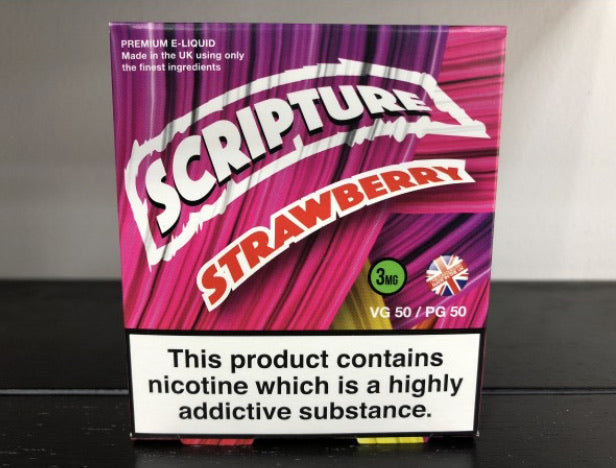 PREMIUM E-LIQUID
Made in the UK using only
the finest ingredients
SCRIPTURE
STRAWBERRY
3MG
VG 50 / PG 50
This product contains
nicotine which is a highly
addictive substance.